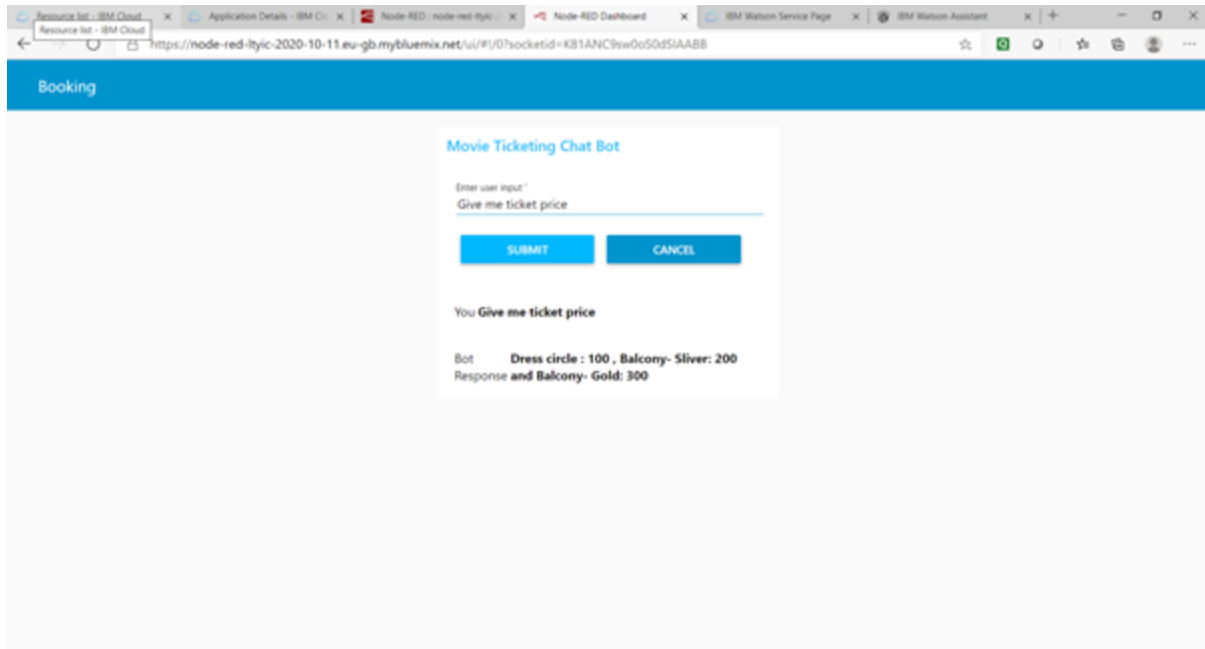 Resource list - IBM Cloud
Application Details - IBM Clo
Node-RED : node-red-ltyic-2
Node-RED Dashboard
IBM Watson Service Page
IBM Watson Assistant
Resource list - IBM Cloud
https://node-red-ltyic-2020-10-11.eu-gb.mybluemix.net/ui/#!/0?socketid=
Booking
Movie Ticketing Chat Bot
Enter user input *
Give me ticket price
SUBMIT
CANCEL
You Give me ticket price
Bot Dress circle : 100 , Balcony- Sliver: 200
Response and Balcony- Gold: 300